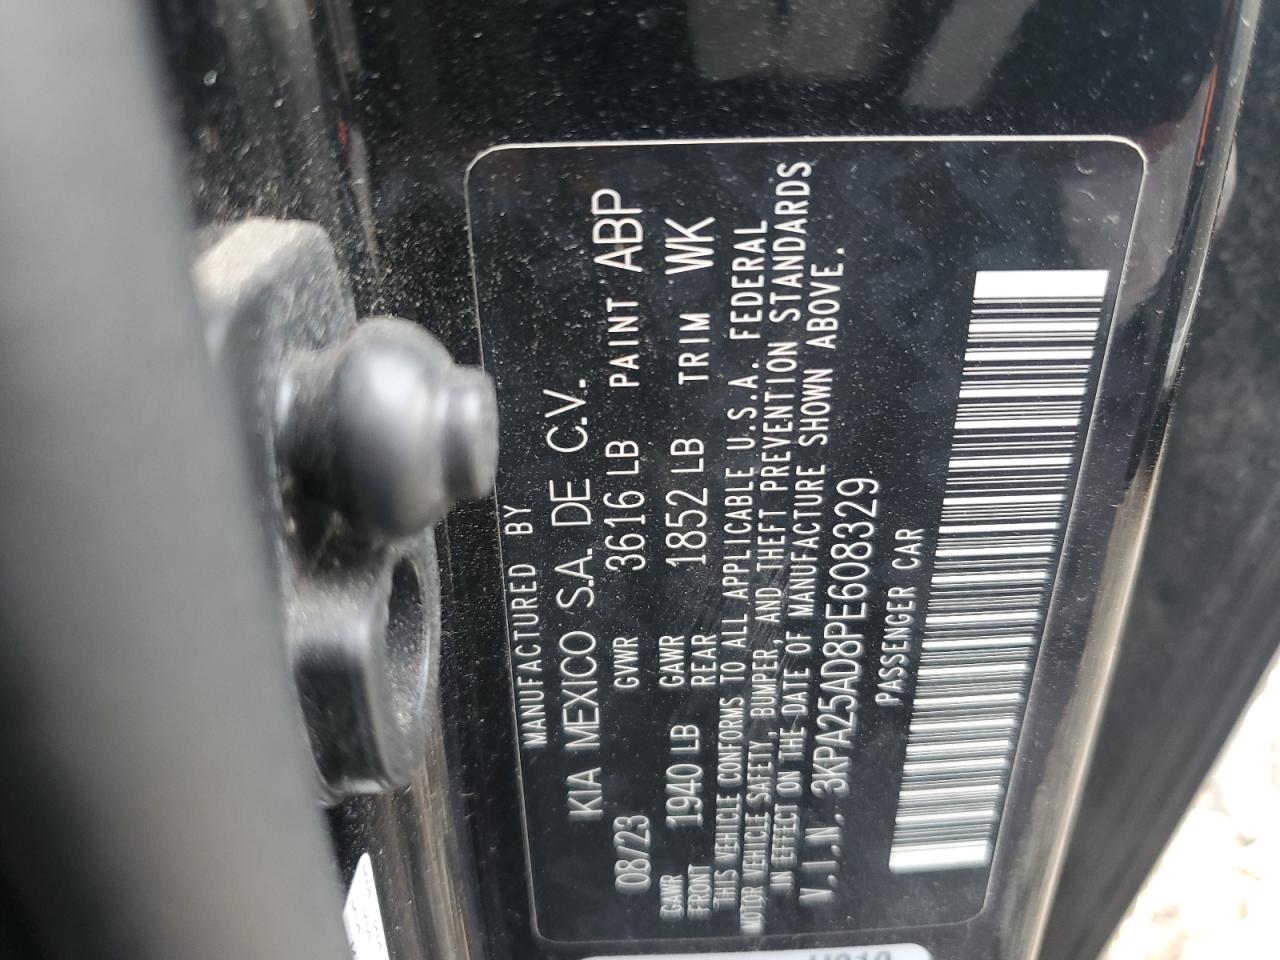 MANUFACTURED BY
KIA MEXICO S.A. DE C.V.
08/23 GVWR 3616 LB PAINT ABP
GAWR FRONT 1940 LB GAWR REAR 1852 LB TRIM WK
THIS VEHICLE CONFORMS TO ALL APPLICABLE U.S.A. FEDERAL
MOTOR VEHICLE SAFETY, BUMPER, AND THEFT PREVENTION STANDARDS
IN EFFECT ON THE DATE OF MANUFACTURE SHOWN ABOVE.
V.I.N. 3KPA25AD8PE608329
PASSENGER CAR